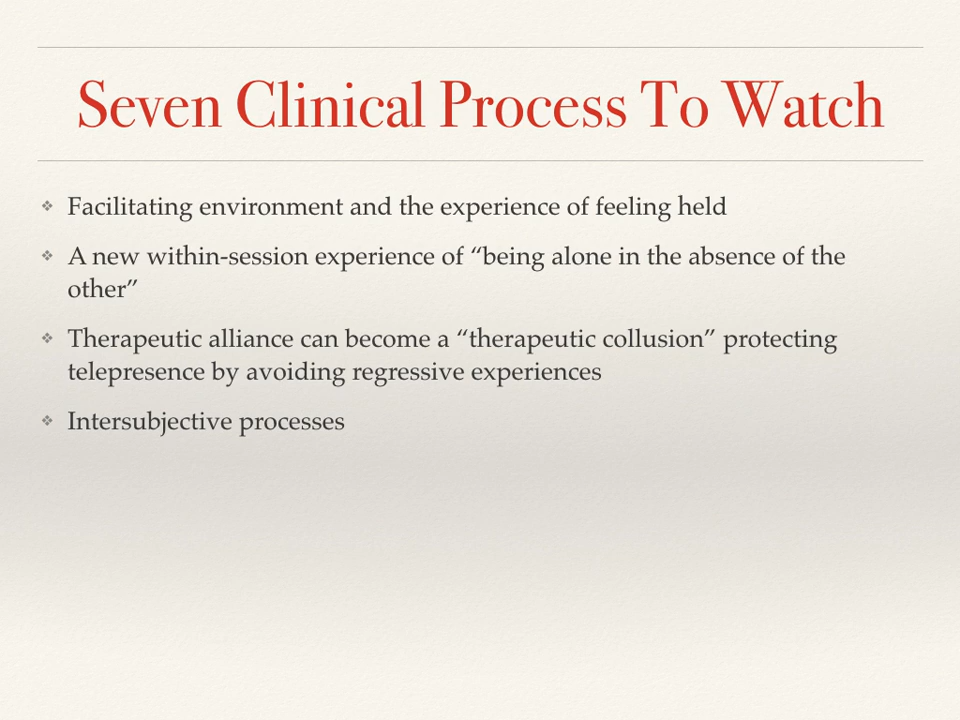 Seven Clinical Process To Watch
Facilitating environment and the experience of feeling held
A new within-session experience of “being alone in the absence of the
other”
Therapeutic alliance can become a “therapeutic collusion” protecting
telepresence by avoiding regressive experiences
Intersubjective processes